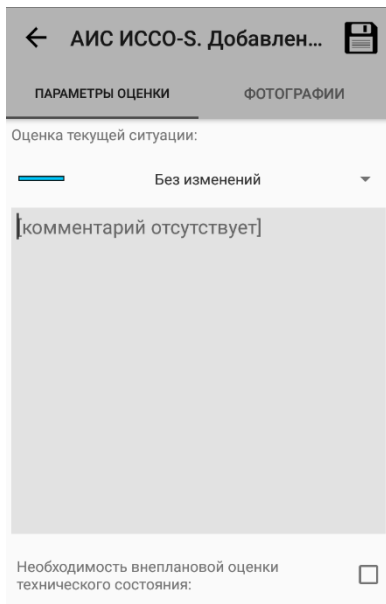 АИС ИССО-S. Добавлен...
ПАРАМЕТРЫ ОЦЕНКИ ФОТОГРАФИИ
Оценка текущей ситуации:
Без изменений
[комментарий отсутствует]
Необходимость внеплановой оценки
технического состояния: